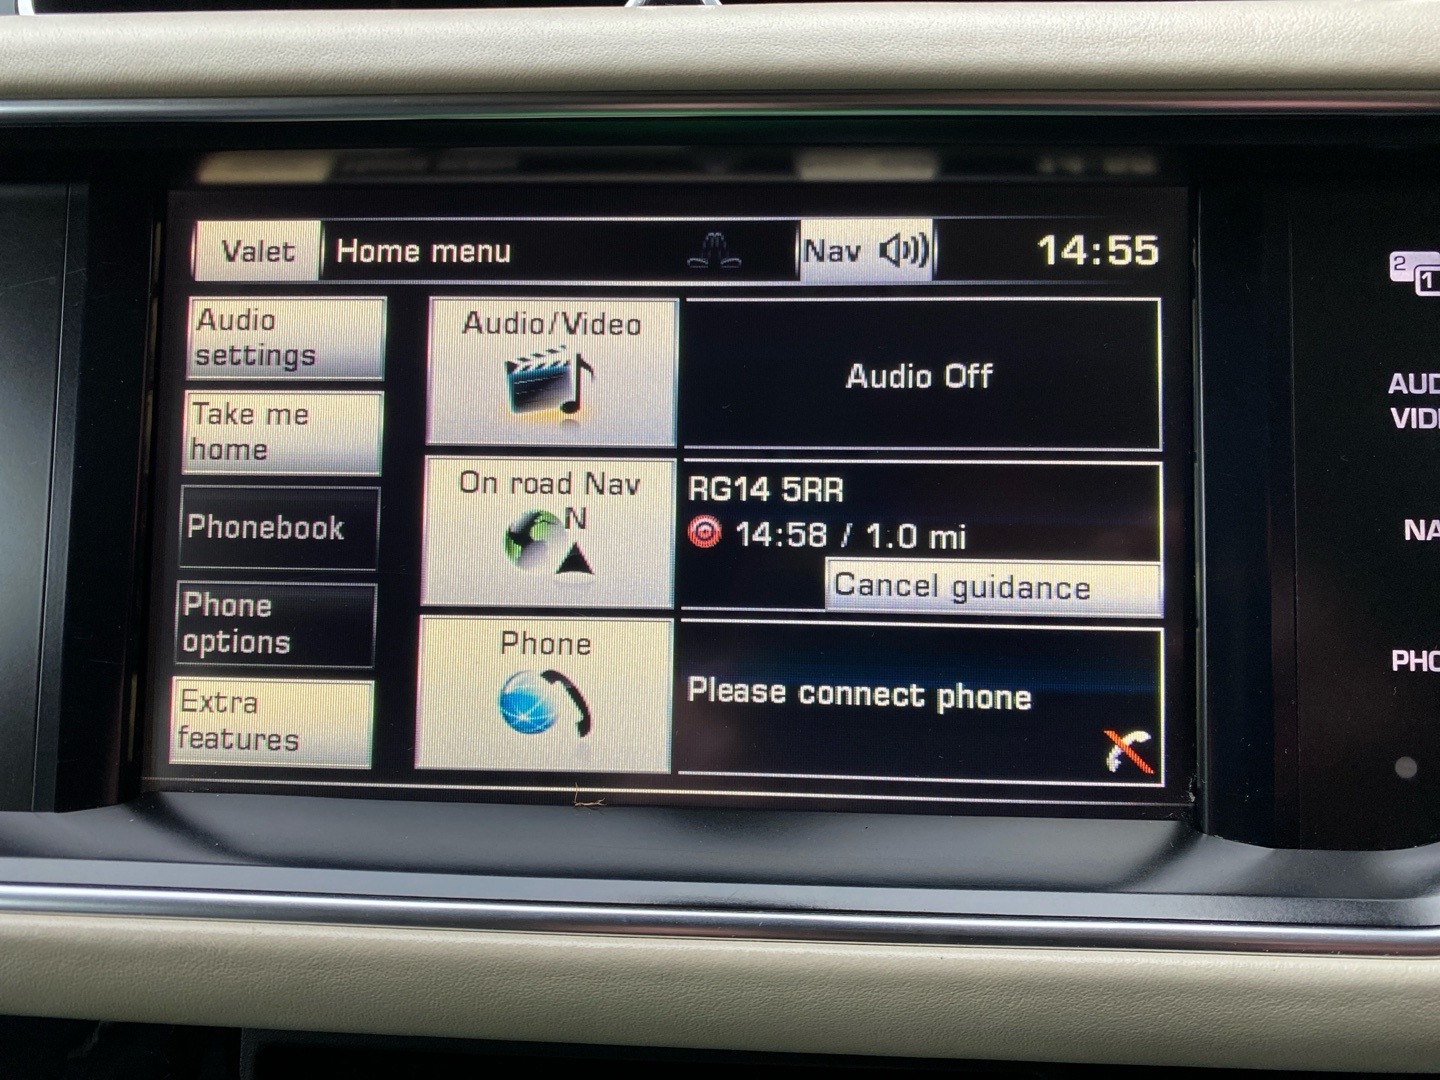 Valet Home menu Nav 14:55
Audio
settings
Take me
home
Phonebook
Phone
options
Extra
features
Audio/Video
Audio Off
On road Nav
N
RG14 5RR
14:58 / 1.0 mi
Cancel guidance
Phone
Please connect phone
2
1
AUD
VID
NA
PHO